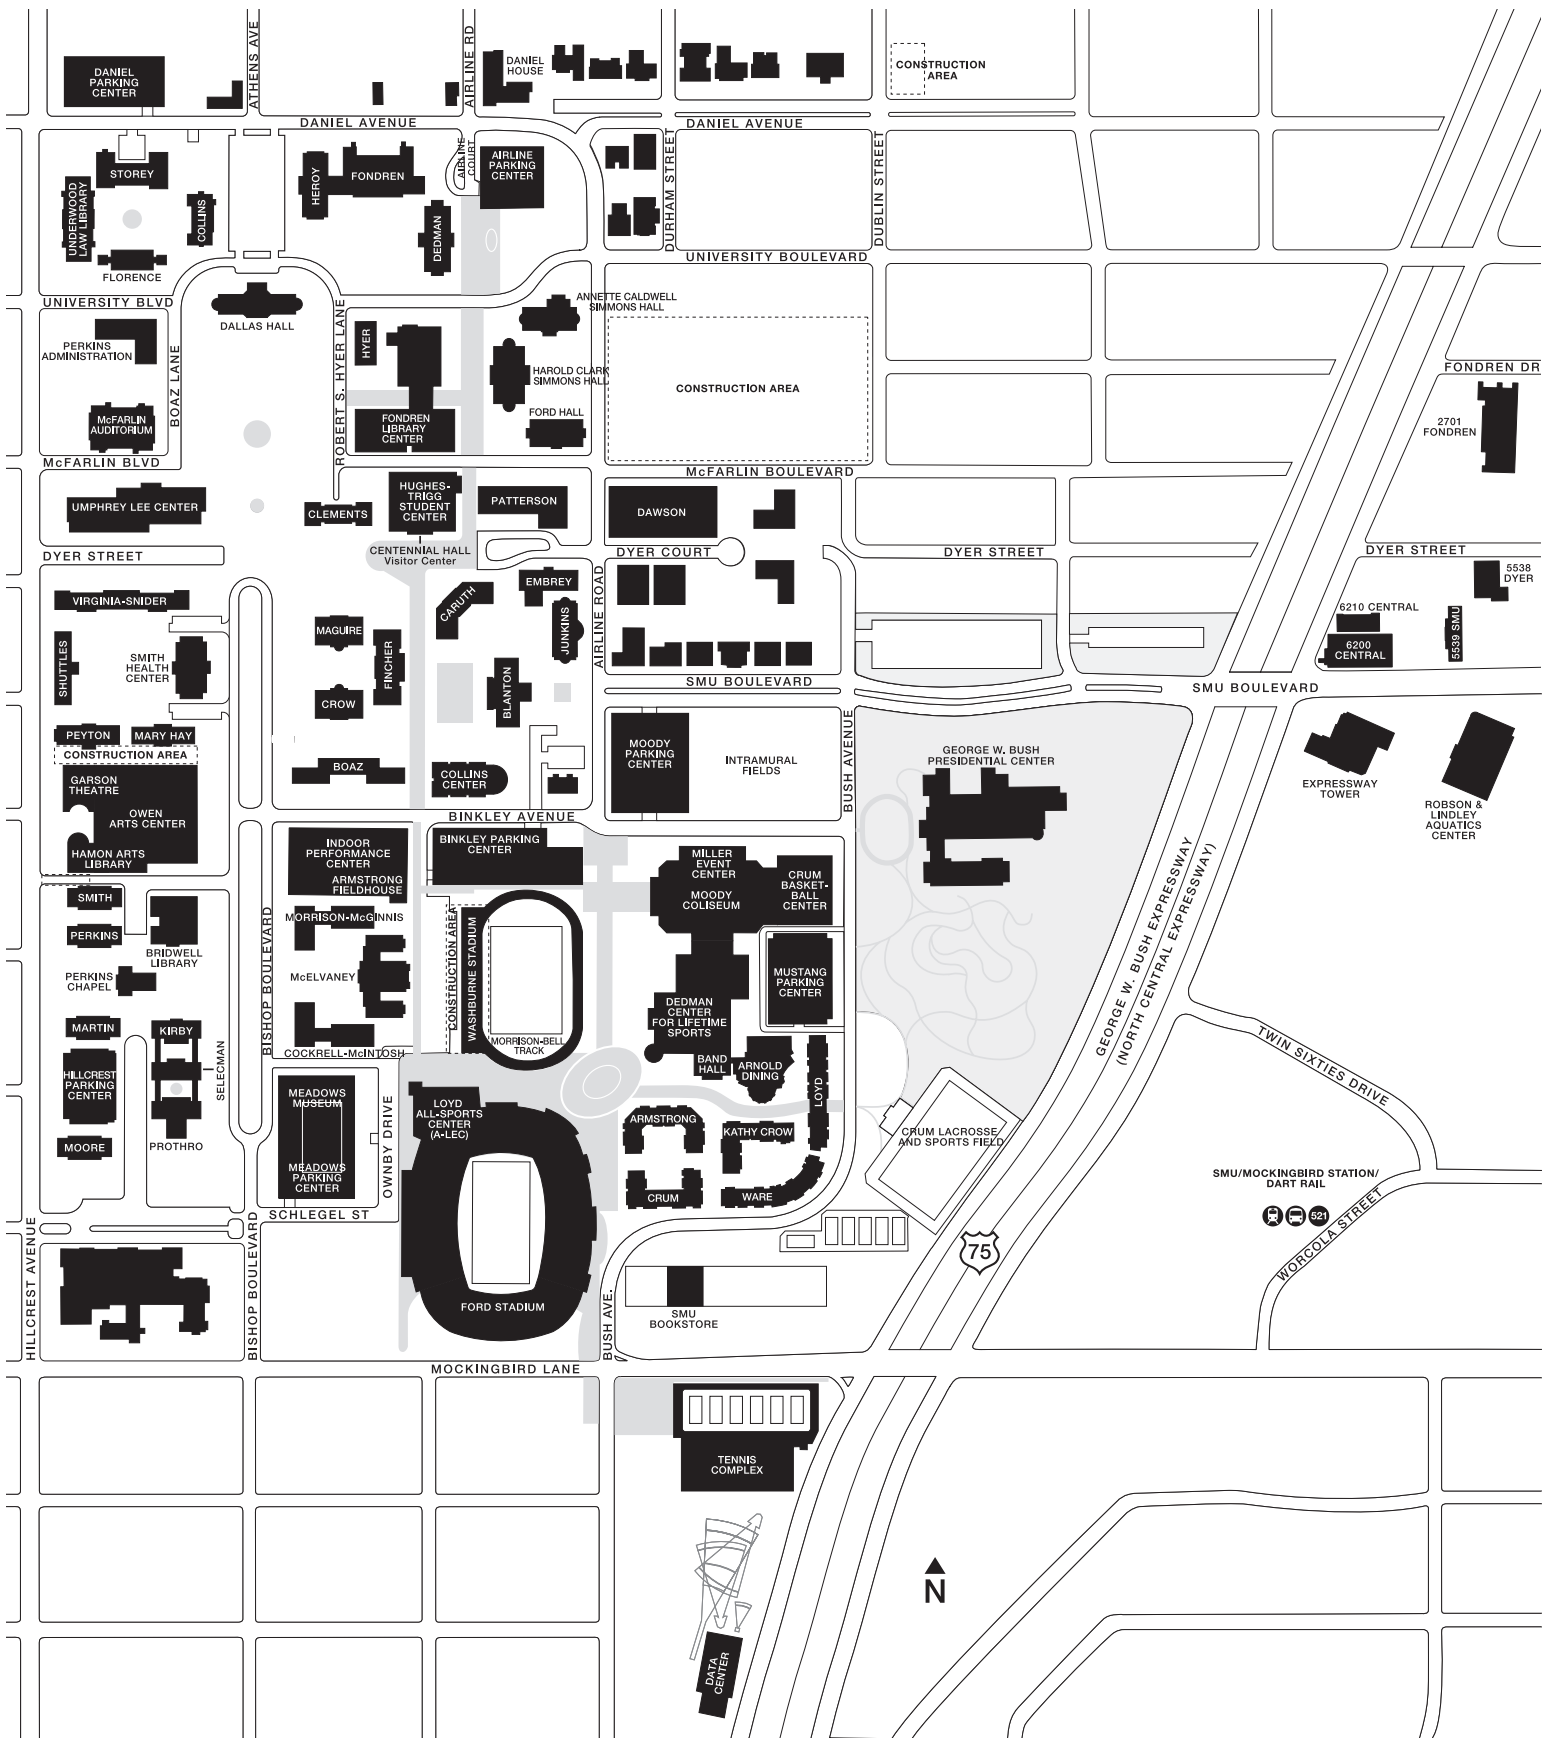 ATHENS AVE
AIRLINE RD
DANIEL
PARKING
CENTER
DANIEL
HOUSE
CONSTRUCTION
AREA
DANIEL AVENUE
DANIEL AVENUE
AIRLINE
COURT
AIRLINE
PARKING
CENTER
DURHAM STREET
DUBLIN STREET
STOREY
HEROY
FONDREN
UNDERWOOD
LAW LIBRARY
COLLINS
DEDMAN
FLORENCE
UNIVERSITY BOULEVARD
UNIVERSITY BLVD
DALLAS HALL
ANNETTE CALDWELL
SIMMONS HALL
PERKINS
ADMINISTRATION
BOAZ LANE
ROBERT S. HYER LANE
HYER
HAROLD CLARK
SIMMONS HALL
CONSTRUCTION AREA
FONDREN DR
McFARLIN
AUDITORIUM
FONDREN
LIBRARY
CENTER
FORD HALL
2701
FONDREN
McFARLIN BLVD
McFARLIN BOULEVARD
UMPHREY LEE CENTER
CLEMENTS
HUGHES-
TRIGG
STUDENT
CENTER
PATTERSON
DAWSON
CENTENNIAL HALL
Visitor Center
DYER STREET
DYER COURT
DYER STREET
DYER STREET
5538
DYER
VIRGINIA-SNIDER
EMBREY
CARUTH
JUNKINS
AIRLINE ROAD
6210 CENTRAL
6200
CENTRAL
5539 SMU
SHUTTLES
SMITH
HEALTH
CENTER
MAGUIRE
FINCHER
CROW
BLANTON
SMU BOULEVARD
SMU BOULEVARD
PEYTON
MARY HAY
CONSTRUCTION AREA
GARSON
THEATRE
OWEN
ARTS CENTER
HAMON ARTS
LIBRARY
BOAZ
COLLINS
CENTER
MOODY
PARKING
CENTER
INTRAMURAL
FIELDS
BUSH AVENUE
GEORGE W. BUSH
PRESIDENTIAL CENTER
EXPRESSWAY
TOWER
ROBSON &
LINDLEY
AQUATICS
CENTER
BINKLEY AVENUE
INDOOR
PERFORMANCE
CENTER
ARMSTRONG
FIELDHOUSE
BINKLEY PARKING
CENTER
MILLER
EVENT
CENTER
MOODY
COLISEUM
CRUM
BASKET-
BALL
CENTER
SMITH
PERKINS
BRIDWELL
LIBRARY
BISHOP BOULEVARD
MORRISON-McGINNIS
McELVANEY
CONSTRUCTION AREA
WASHBURNE STADIUM
MORRISON-BELL
TRACK
PERKINS
CHAPEL
MUSTANG
PARKING
CENTER
DEDMAN
CENTER
FOR LIFETIME
SPORTS
GEORGE W. BUSH EXPRESSWAY
(NORTH CENTRAL EXPRESSWAY)
TWIN SIXTIES DRIVE
MARTIN
KIRBY
SELECMAN
COCKRELL-McINTOSH
BAND
HALL
ARNOLD
DINING
LOYD
HILLCREST
PARKING
CENTER
MEADOWS
MUSEUM
MEADOWS
PARKING
CENTER
OWNBY DRIVE
LOYD
ALL-SPORTS
CENTER
(A-LEC)
ARMSTRONG
KATHY CROW
CRUM LACROSSE
AND SPORTS FIELD
MOORE
PROTHRO
CRUM
WARE
SMU/MOCKINGBIRD STATION/
DART RAIL
521
WORCOLA STREET
SCHLEGEL ST
HILLCREST AVENUE
BISHOP BOULEVARD
75
FORD STADIUM
BUSH AVE.
SMU
BOOKSTORE
MOCKINGBIRD LANE
TENNIS
COMPLEX
N
DATA
CENTER